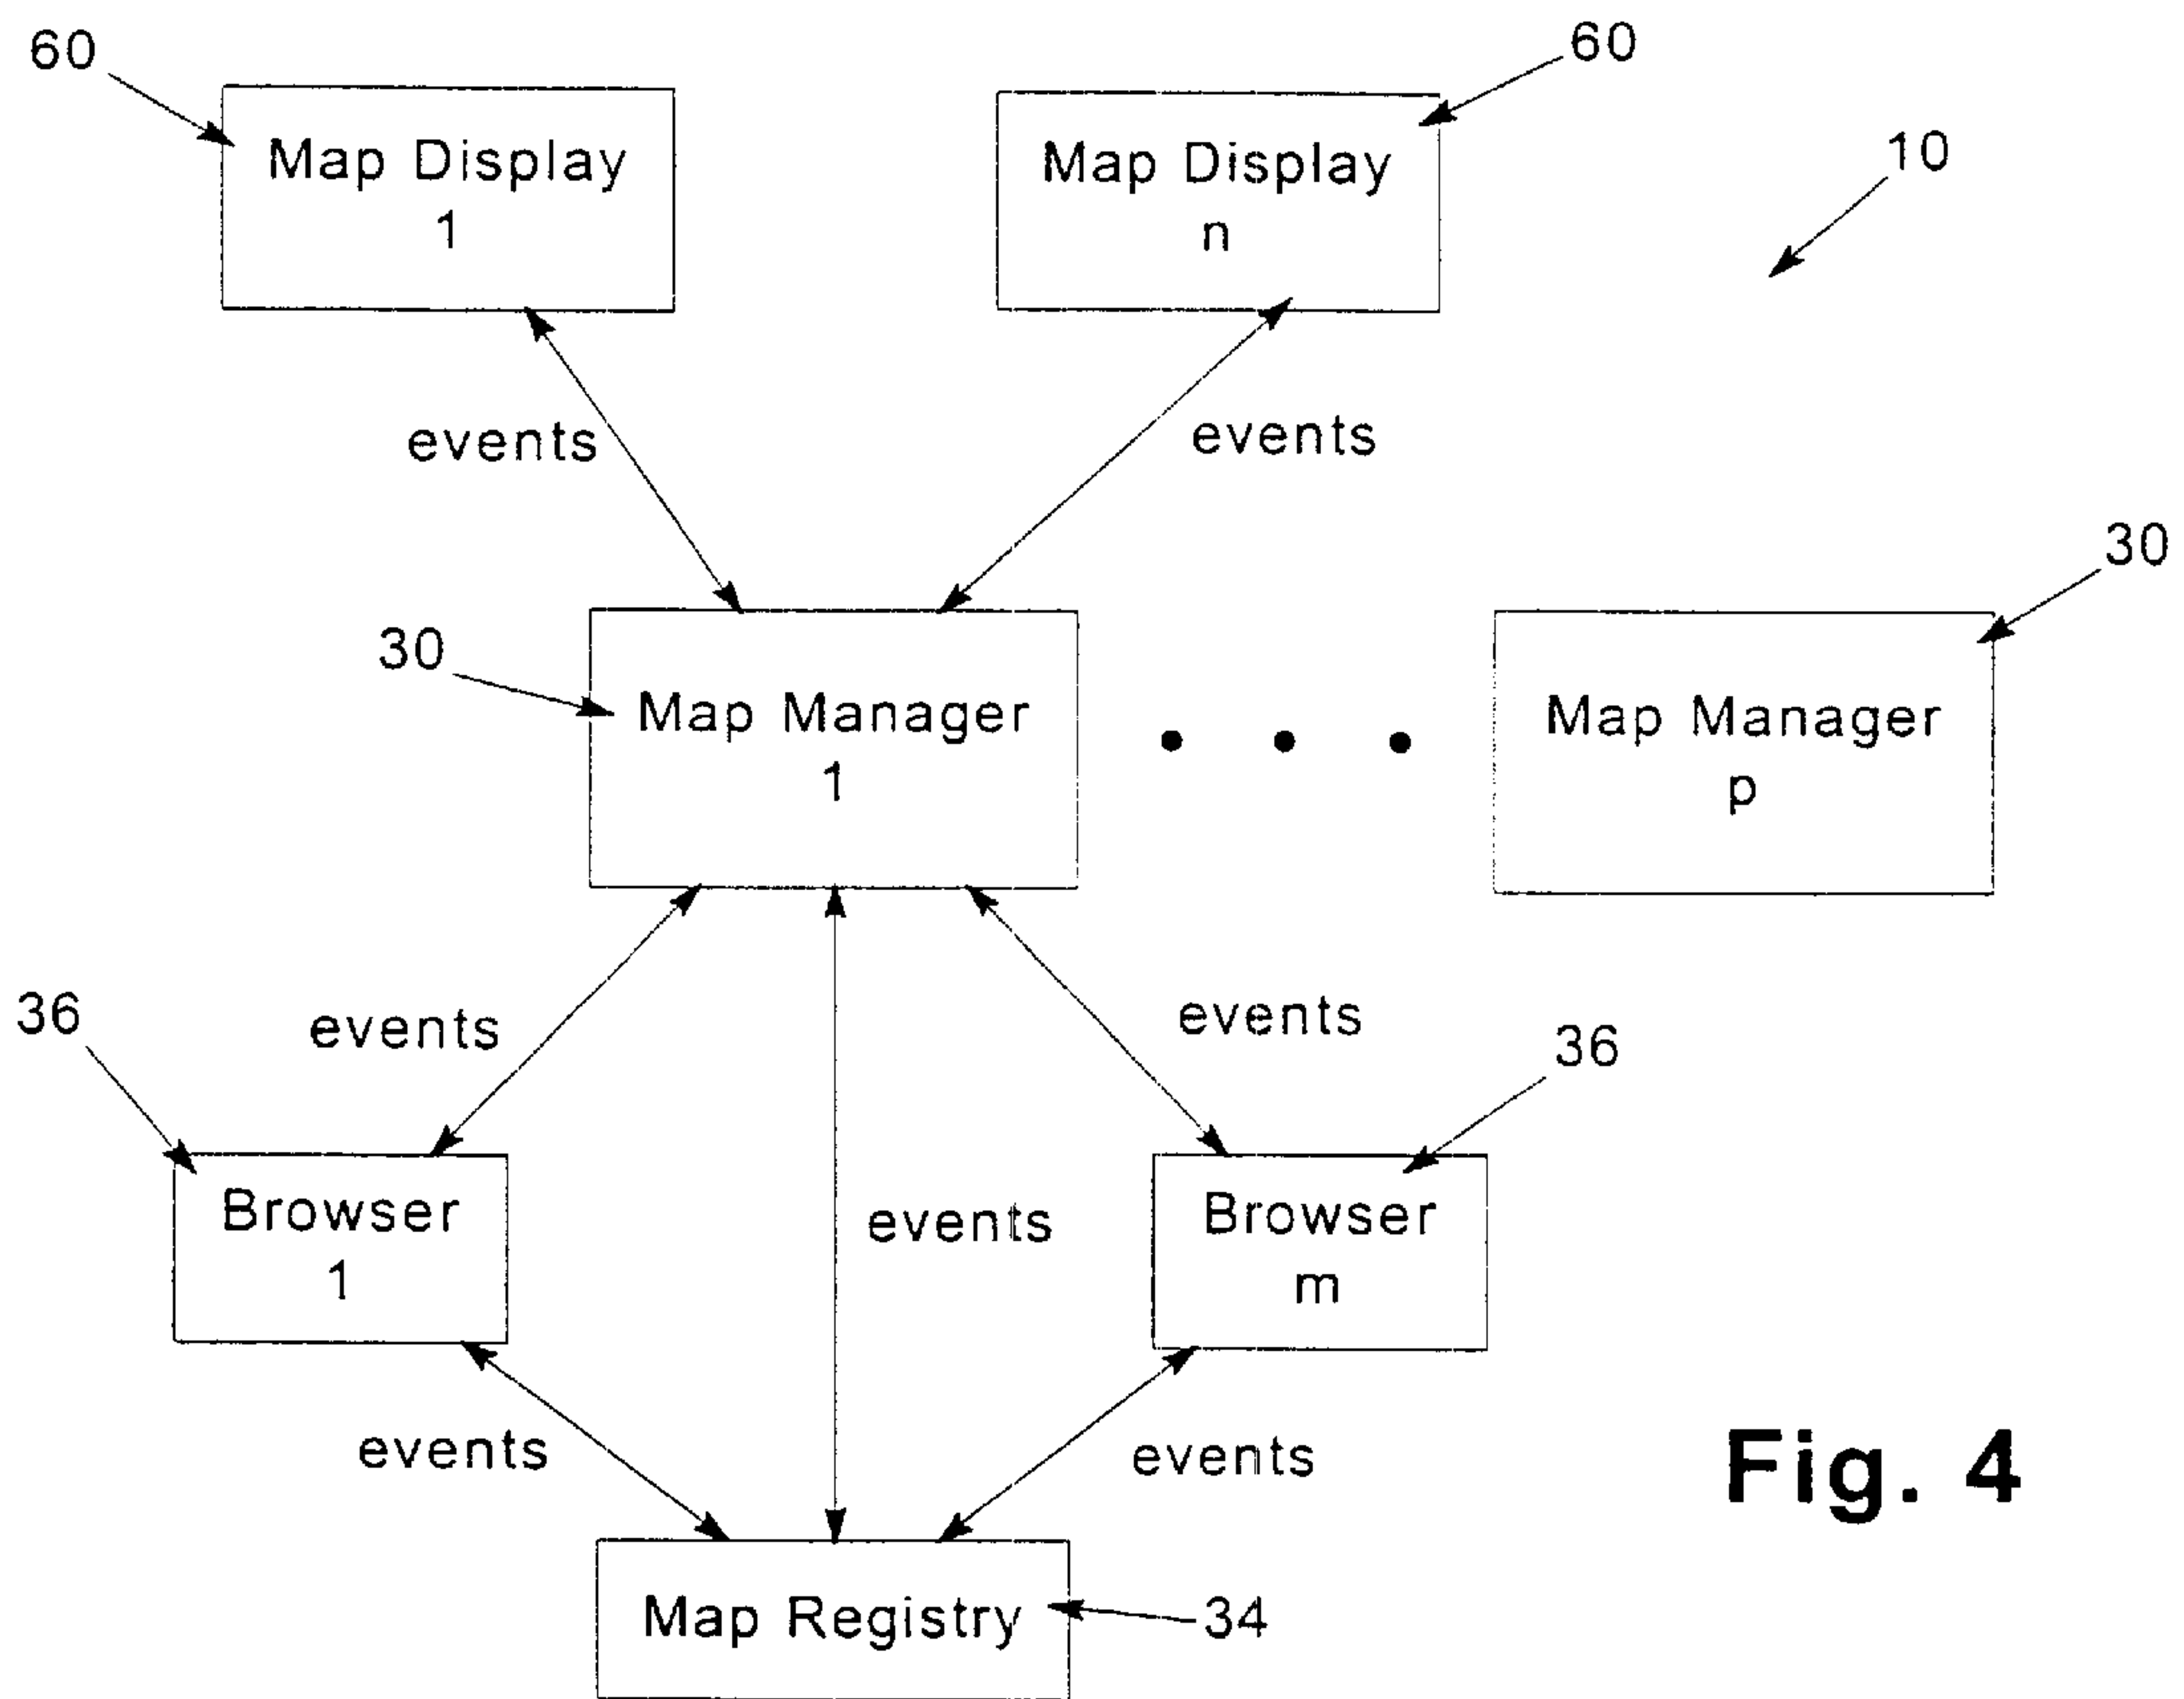 60
60
Map Display
1
Map Display
n
10
events
events
30
30
Map Manager
1
Map Manager
p
36
events
events
36
Browser
1
events
Browser
m
events
events
Fig. 4
Map Registry
34